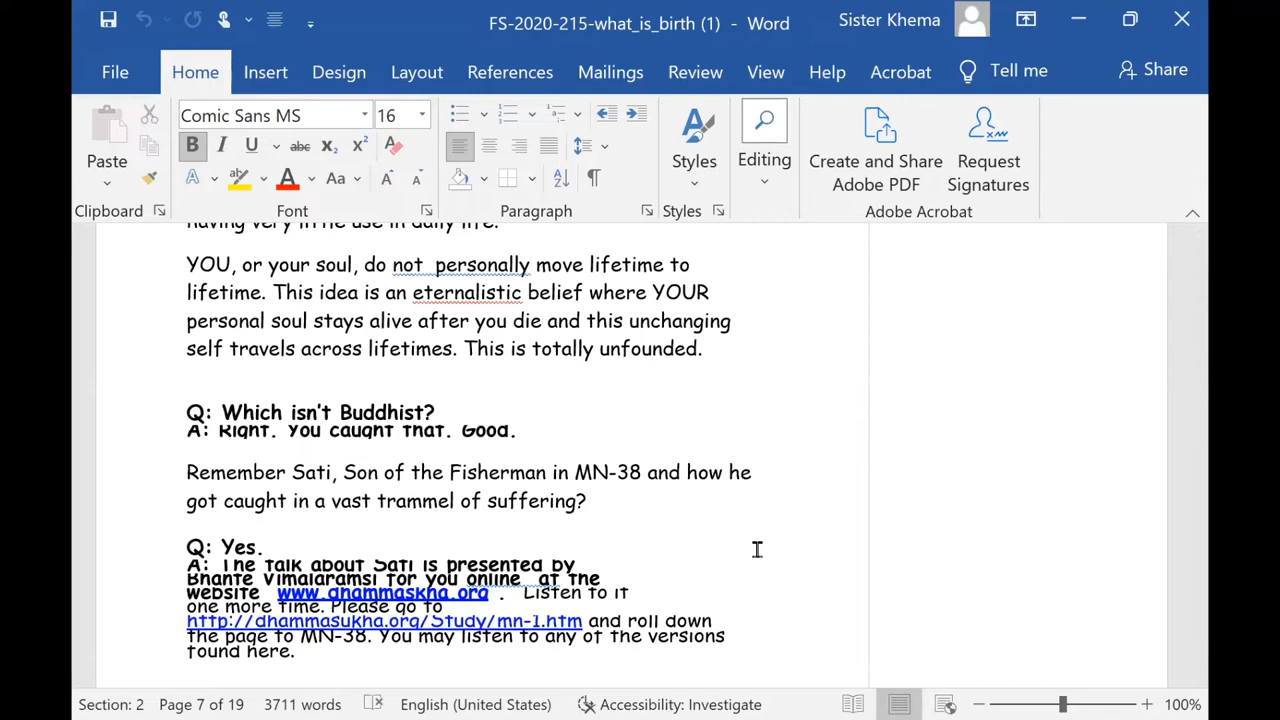 FS-2020-215-what_is_birth (1) - Word
Sister Khema
File Home Insert Design Layout References Mailings Review View Help Acrobat Tell me Share
Comic Sans MS 16
Paste
Styles
Editing
Create and Share Adobe PDF
Request Signatures
Clipboard Font Paragraph Styles Adobe Acrobat
having very little use in daily life.
YOU, or your soul, do not personally move lifetime to
lifetime. This idea is an eternalistic belief where YOUR
personal soul stays alive after you die and this unchanging
self travels across lifetimes. This is totally unfounded.
Q: Which isn't Buddhist?
A: Right. You caught that. Good.
Remember Sati, Son of the Fisherman in MN-38 and how he
got caught in a vast trammel of suffering?
Q: Yes.
A: The talk about Sati is presented by
Bhante Vimalaramsi for you online at the
website www.dhammaskha.org . Listen to it
one more time. Please go to
http://dhammasukha.org/Study/mn-1.htm and roll down
the page to MN-38. You may listen to any of the versions
found here.
Section: 2 Page 7 of 19 3711 words English (United States) Accessibility: Investigate 100%